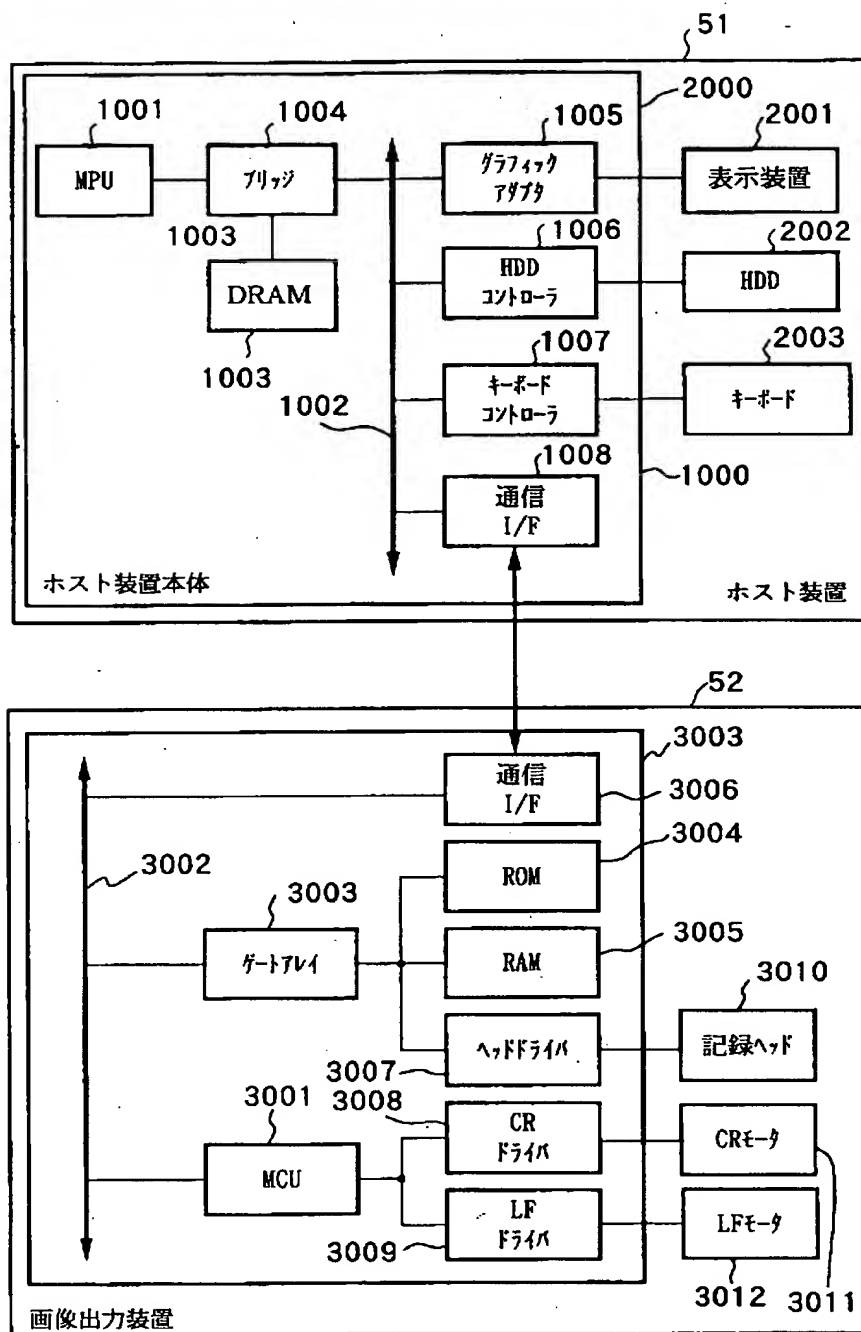 51
2000
1001
1004
1005
2001
MPU
ブリッジ
グラフィック
アダプタ
表示装置
1003
1006
2002
DRAM
HDD
コントローラ
HDD
1003
1007
2003
1002
キーボード
コントローラ
キーボード
1008
1000
通信
I/F
ホスト装置本体
ホスト装置
52
3003
通信
I/F
3006
3004
3002
ROM
3003
3005
ゲートアレイ
RAM
3010
ヘッドドライバ
記録ヘッド
3007
3008
3001
CR
ドライバ
CRモータ
MCU
LF
ドライバ
LFモータ
3009
3012
3011
画像出力装置